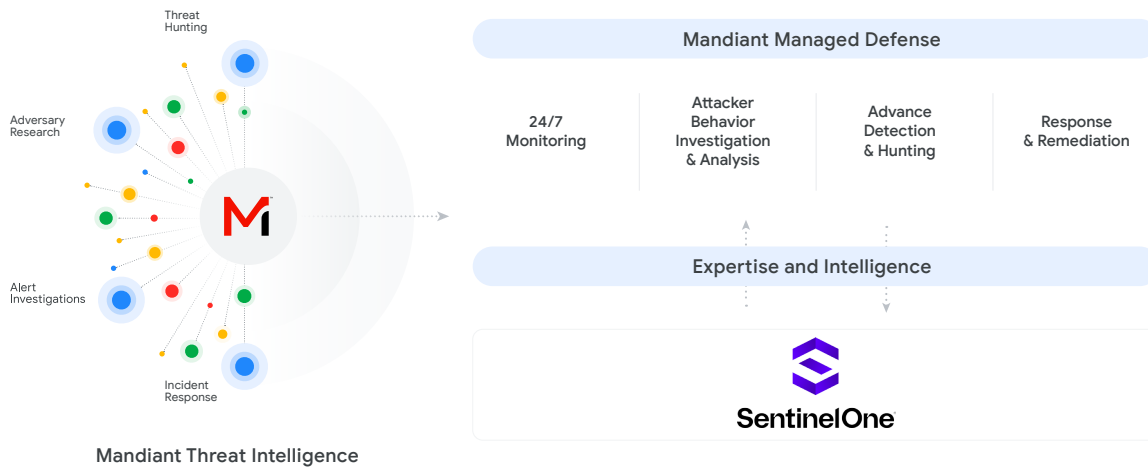 Threat
Hunting
Adversary
Research
Alert
Investigations
Incident
Response
Mandiant Threat Intelligence
Mandiant Managed Defense
24/7
Monitoring
Attacker
Behavior
Investigation
& Analysis
Advance
Detection
& Hunting
Response
& Remediation
Expertise and Intelligence
SentinelOne